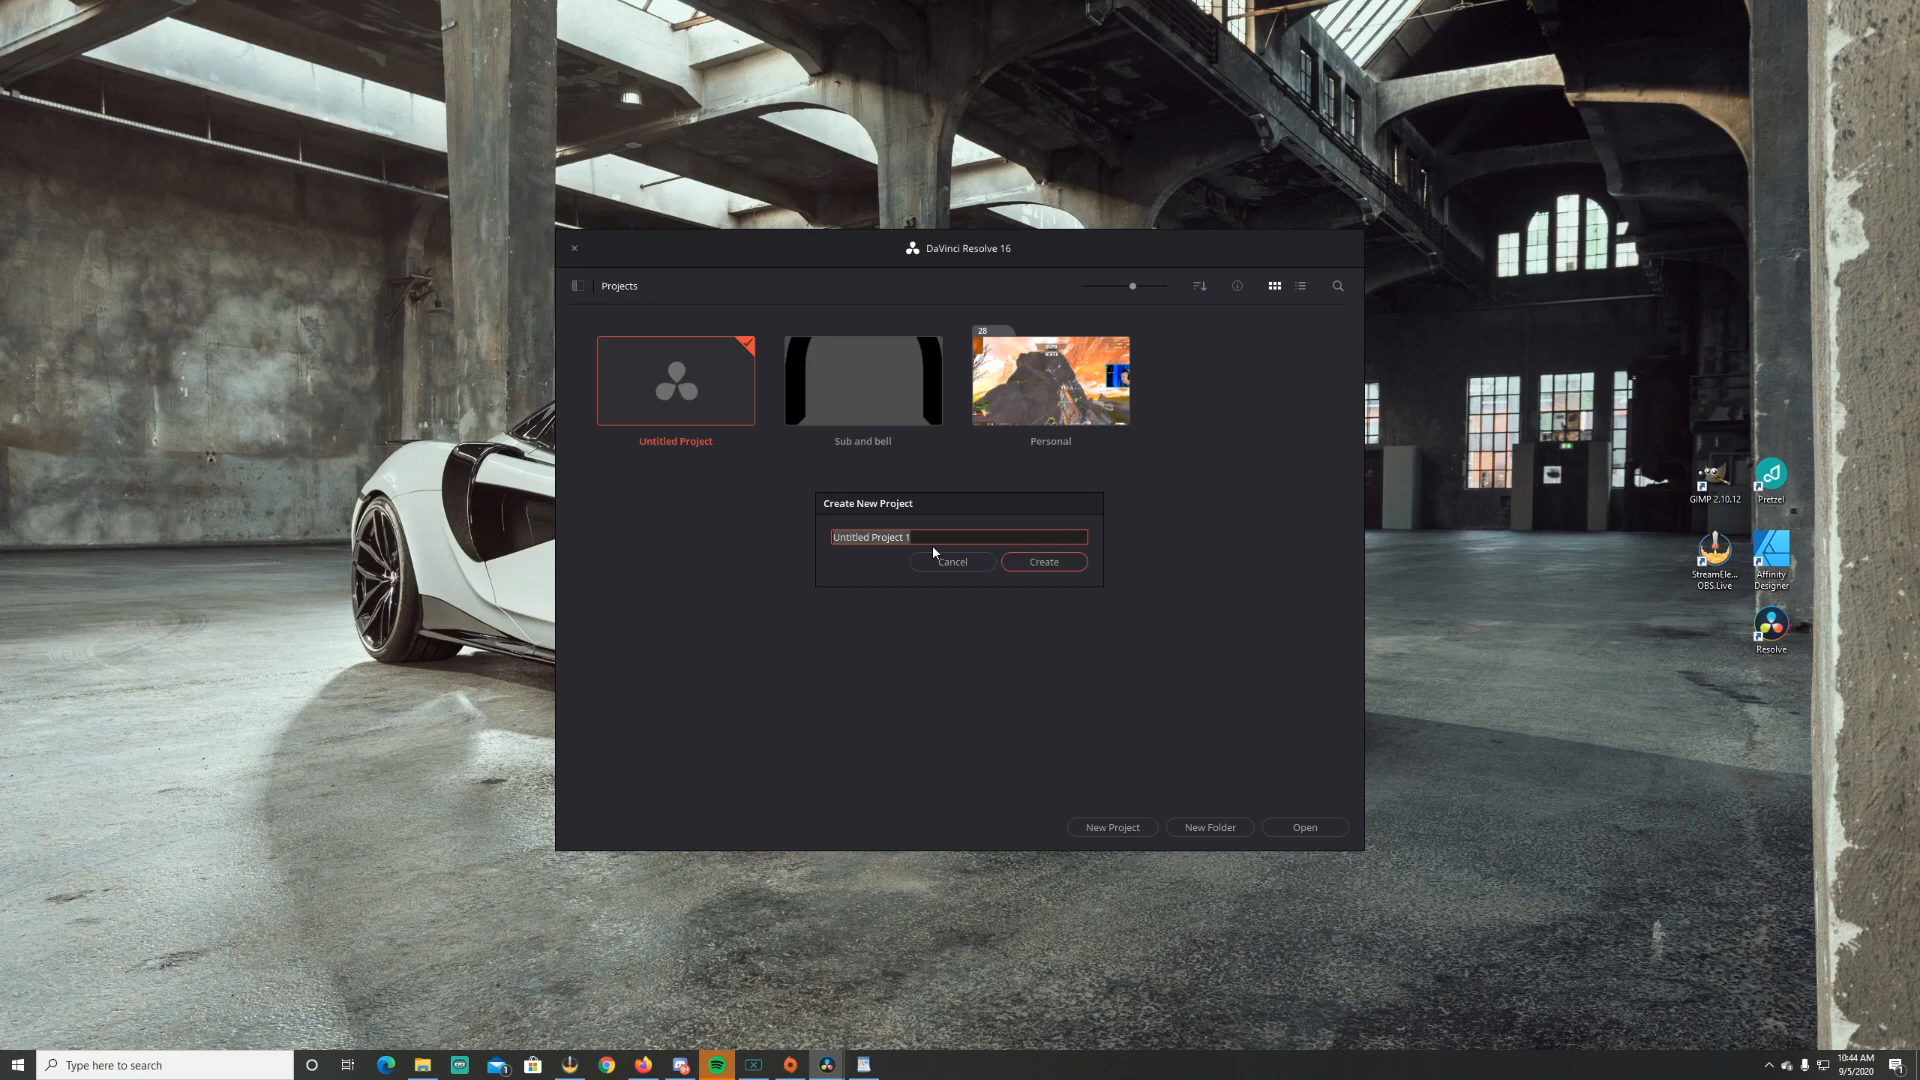 DaVinci Resolve 16
Projects
28
Untitled Project
Sub and bell
Personal
Create New Project
Untitled Project 1
Cancel
Create
New Project
New Folder
Open
GIMP 2.10.12
Pretzel
StreamEle...
OBS.Live
Affinity
Designer
Resolve
Type here to search
1
10:44 AM
9/5/2020
1